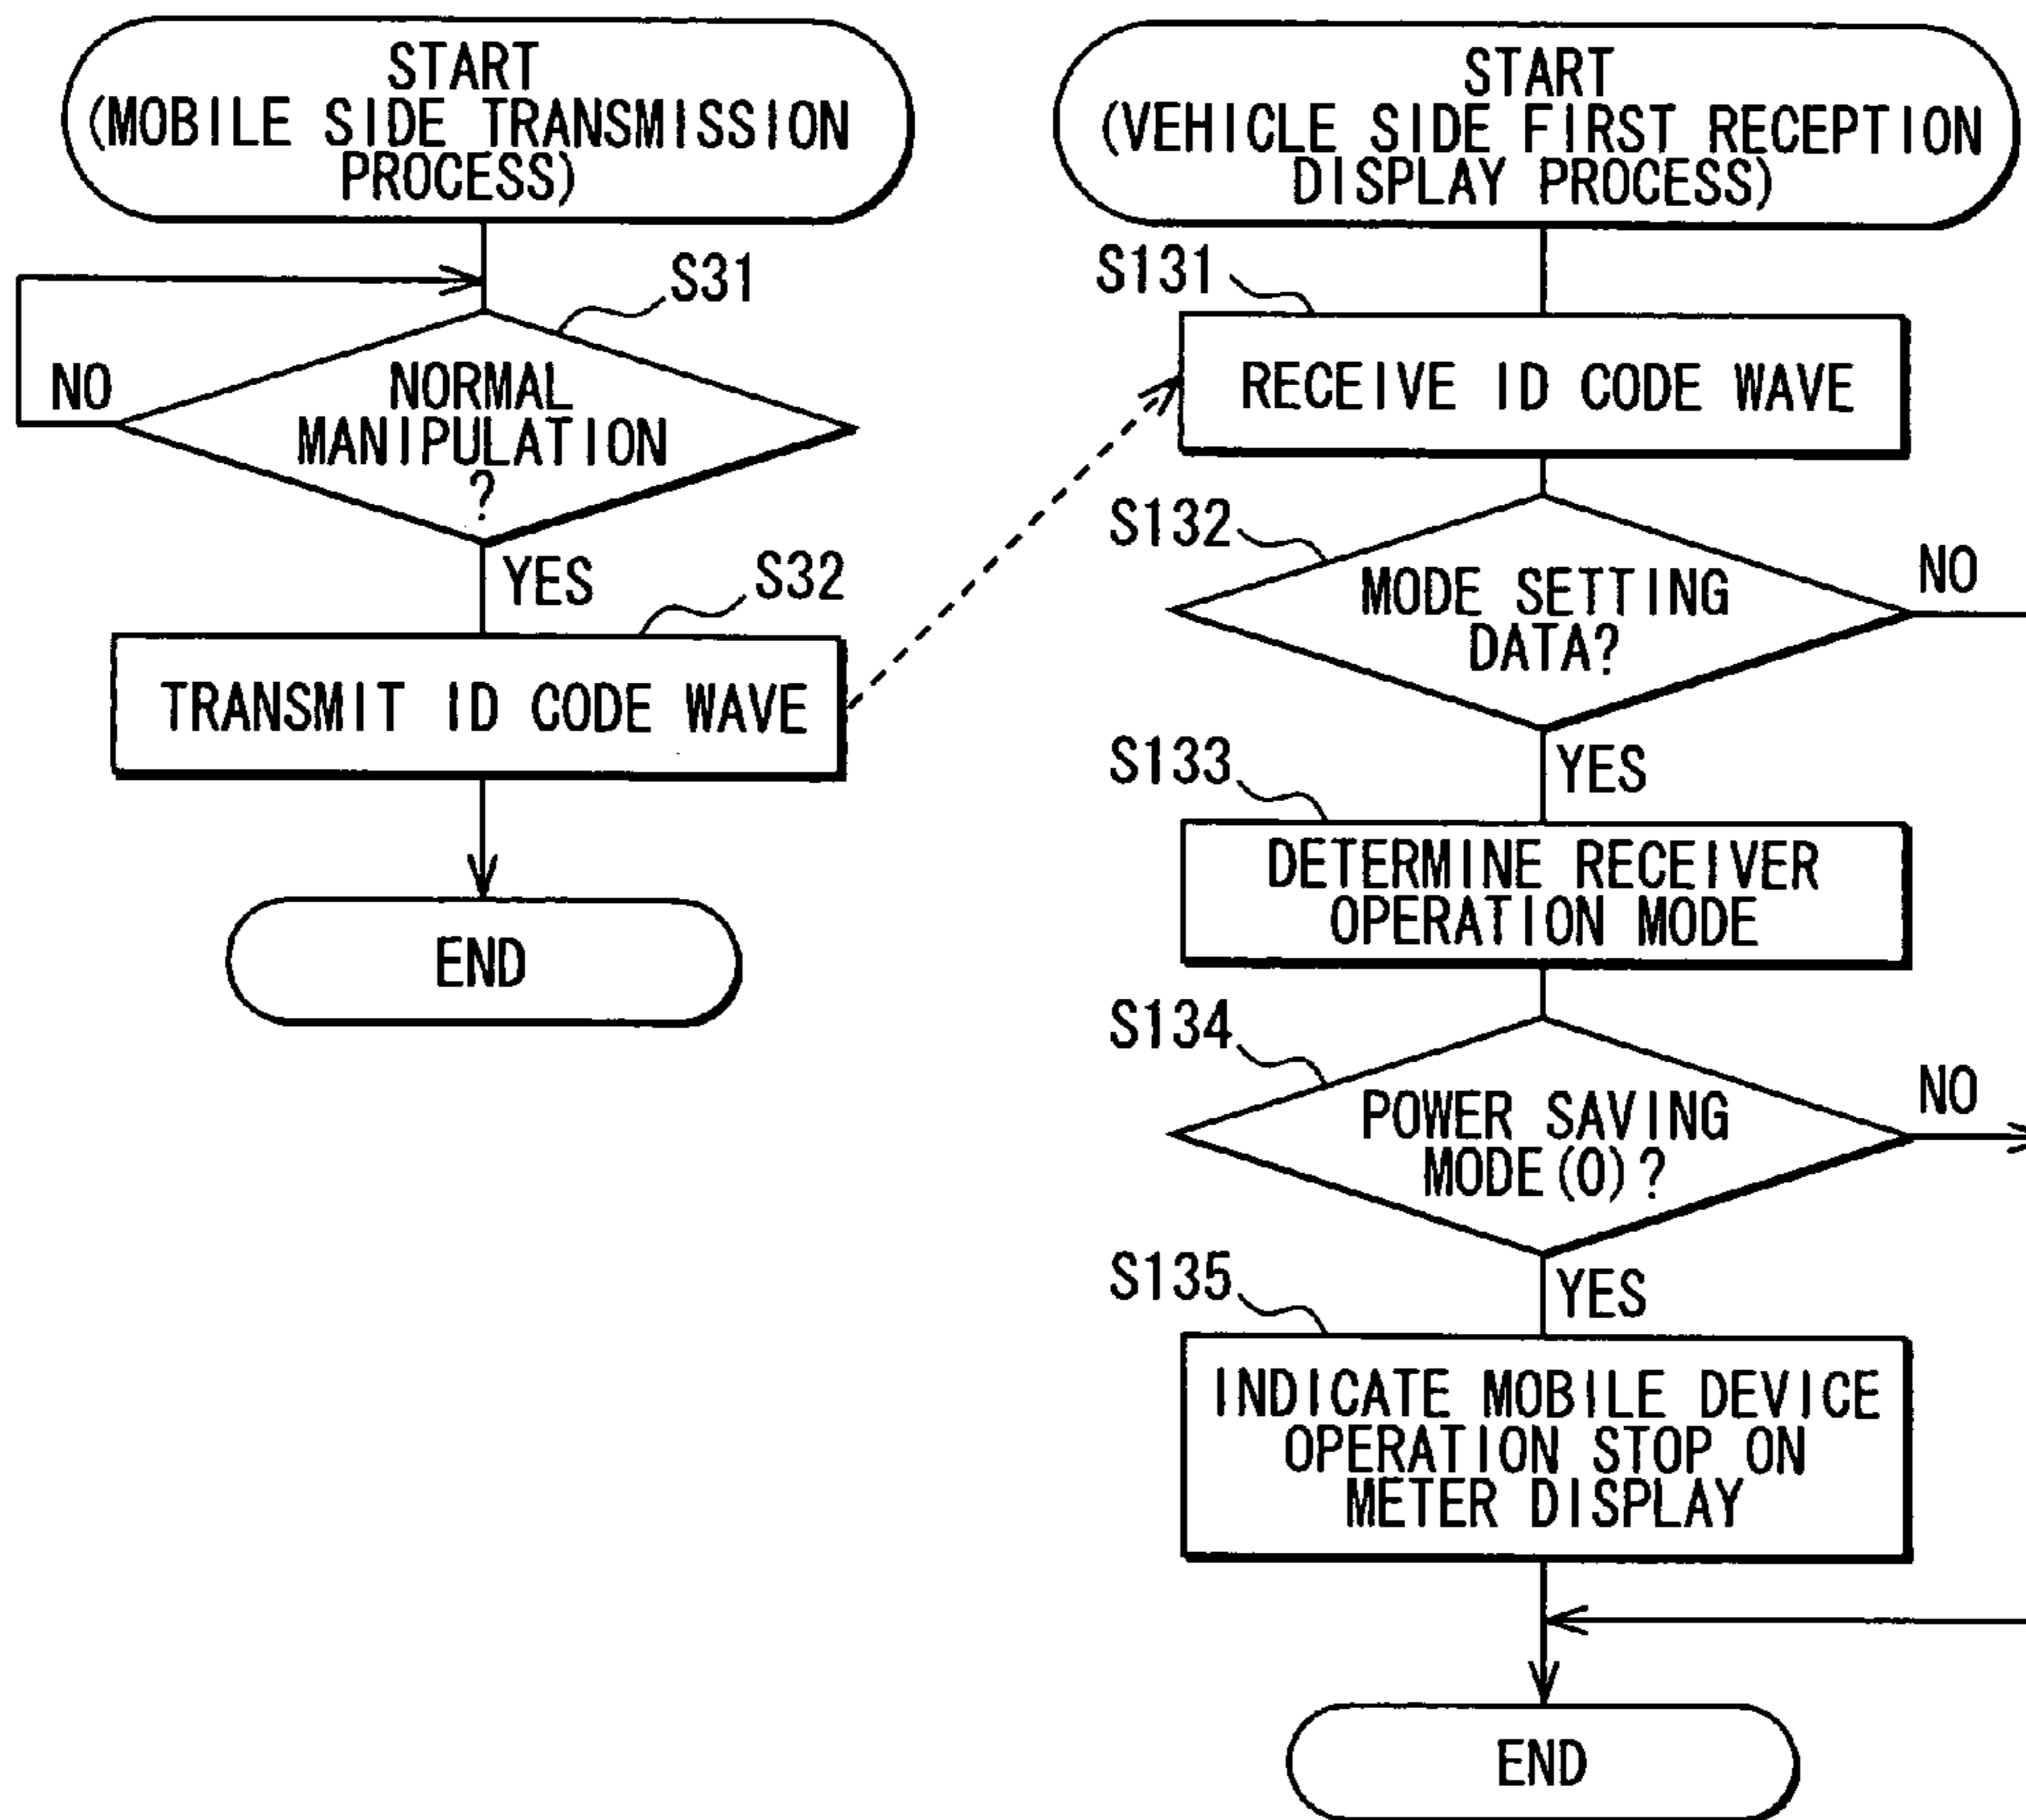 START
(MOBILE SIDE TRANSMISSION
PROCESS)
S31
NO
NORMAL
MANIPULATION
?
YES
S32
TRANSMIT ID CODE WAVE
END
START
(VEHICLE SIDE FIRST RECEPTION
DISPLAY PROCESS)
S131
RECEIVE ID CODE WAVE
S132
MODE SETTING
DATA?
NO
YES
S133
DETERMINE RECEIVER
OPERATION MODE
S134
POWER SAVING
MODE(0)?
NO
YES
S135
INDICATE MOBILE DEVICE
OPERATION STOP ON
METER DISPLAY
END